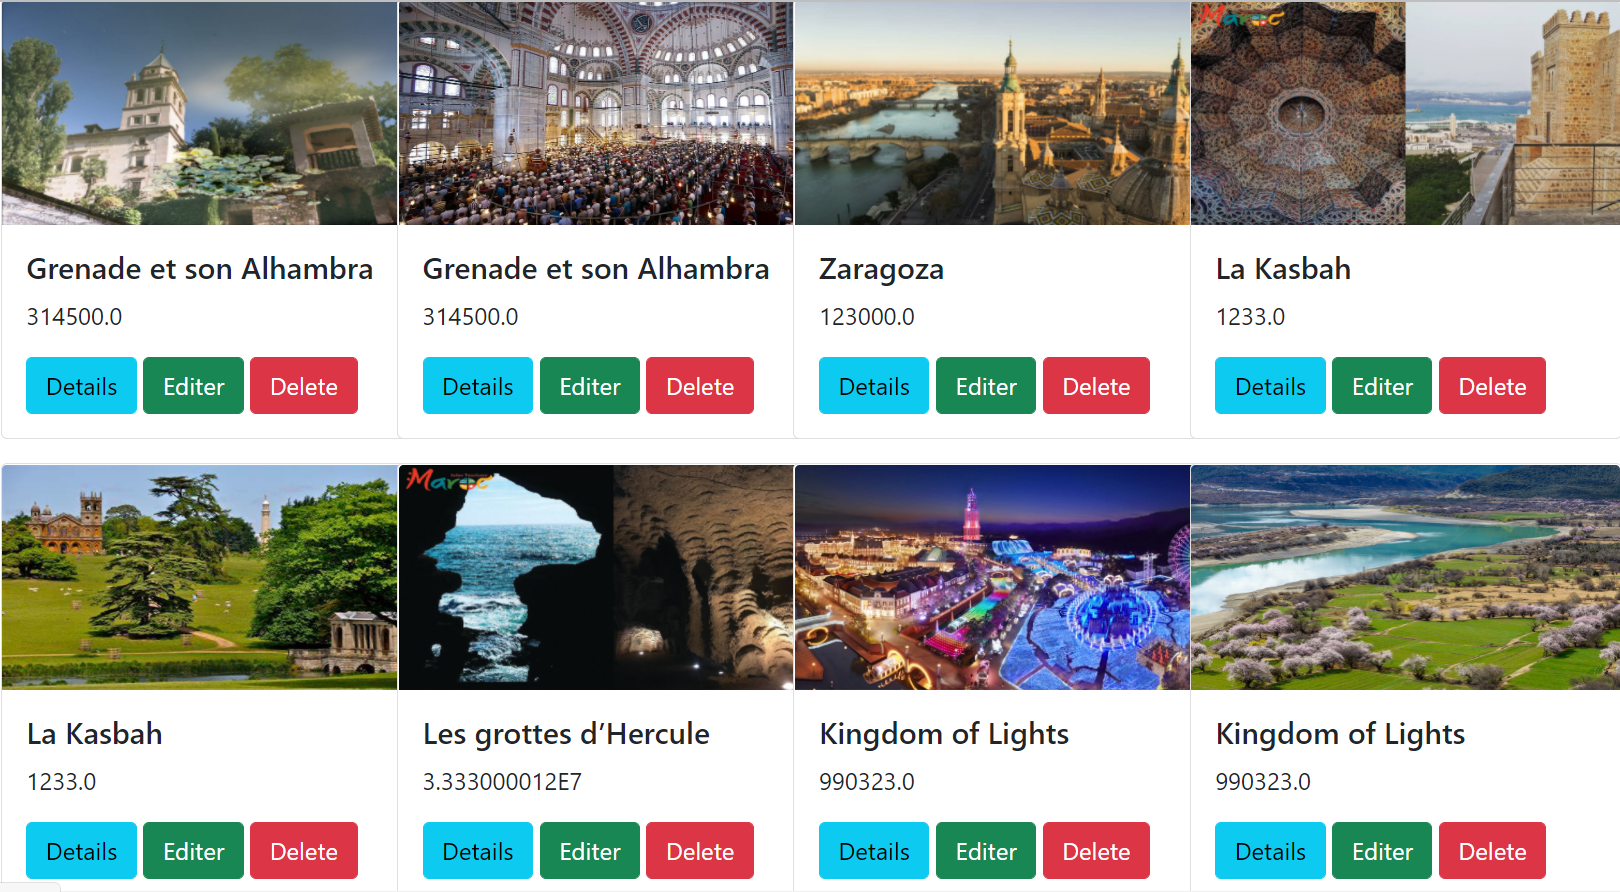 Maroc
Grenade et son Alhambra
314500.0
Details Editer Delete
Grenade et son Alhambra
314500.0
Details Editer Delete
Zaragoza
123000.0
Details Editer Delete
La Kasbah
1233.0
Details Editer Delete
Maroc
La Kasbah
1233.0
Details Editer Delete
Les grottes d’Hercule
3.333000012E7
Details Editer Delete
Kingdom of Lights
990323.0
Details Editer Delete
Kingdom of Lights
990323.0
Details Editer Delete